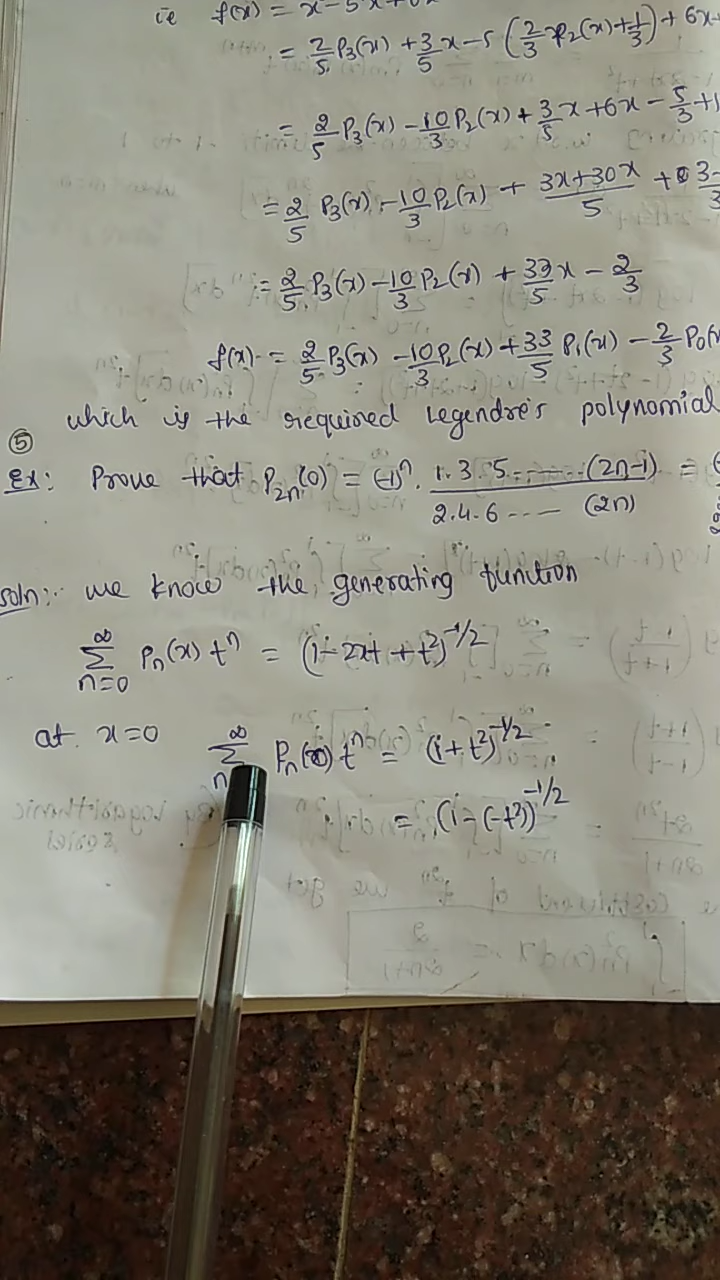 ie f(x) = x
= 2/5 P₃(x) + 3/5 x - 5 (2/3 P₂(x) + 1/3) + 6x
= 2/5 P₃(x) - 10/3 P₂(x) + 3/5 x + 6x - 5/3 + 1
= 2/5 P₃(x) - 10/3 P₂(x) + (3x+30x)/5 +
= 2/5 P₃(x) - 10/3 P₂(x) + 33/5 x - 2/3
f(x) = 2/5 P₃(x) - 10/3 P₂(x) + 33/5 P₁(x) - 2/3 P₀(x
which is the required Legendre's polynomial
⑤
Ex: Prove that P₂ₙ(0) = (-1)ⁿ . 1.3.5.......(2n-1) / 2.4.6.... (2n) =
Soln:- we know the generating function
∞∑n=0 Pₙ(x) tⁿ = (1 - 2xt + t²)^-1/2
at x=0 ∞∑n Pₙ(0) tⁿ = (1+t²)^-1/2
= (1-(-t²))^-1/2